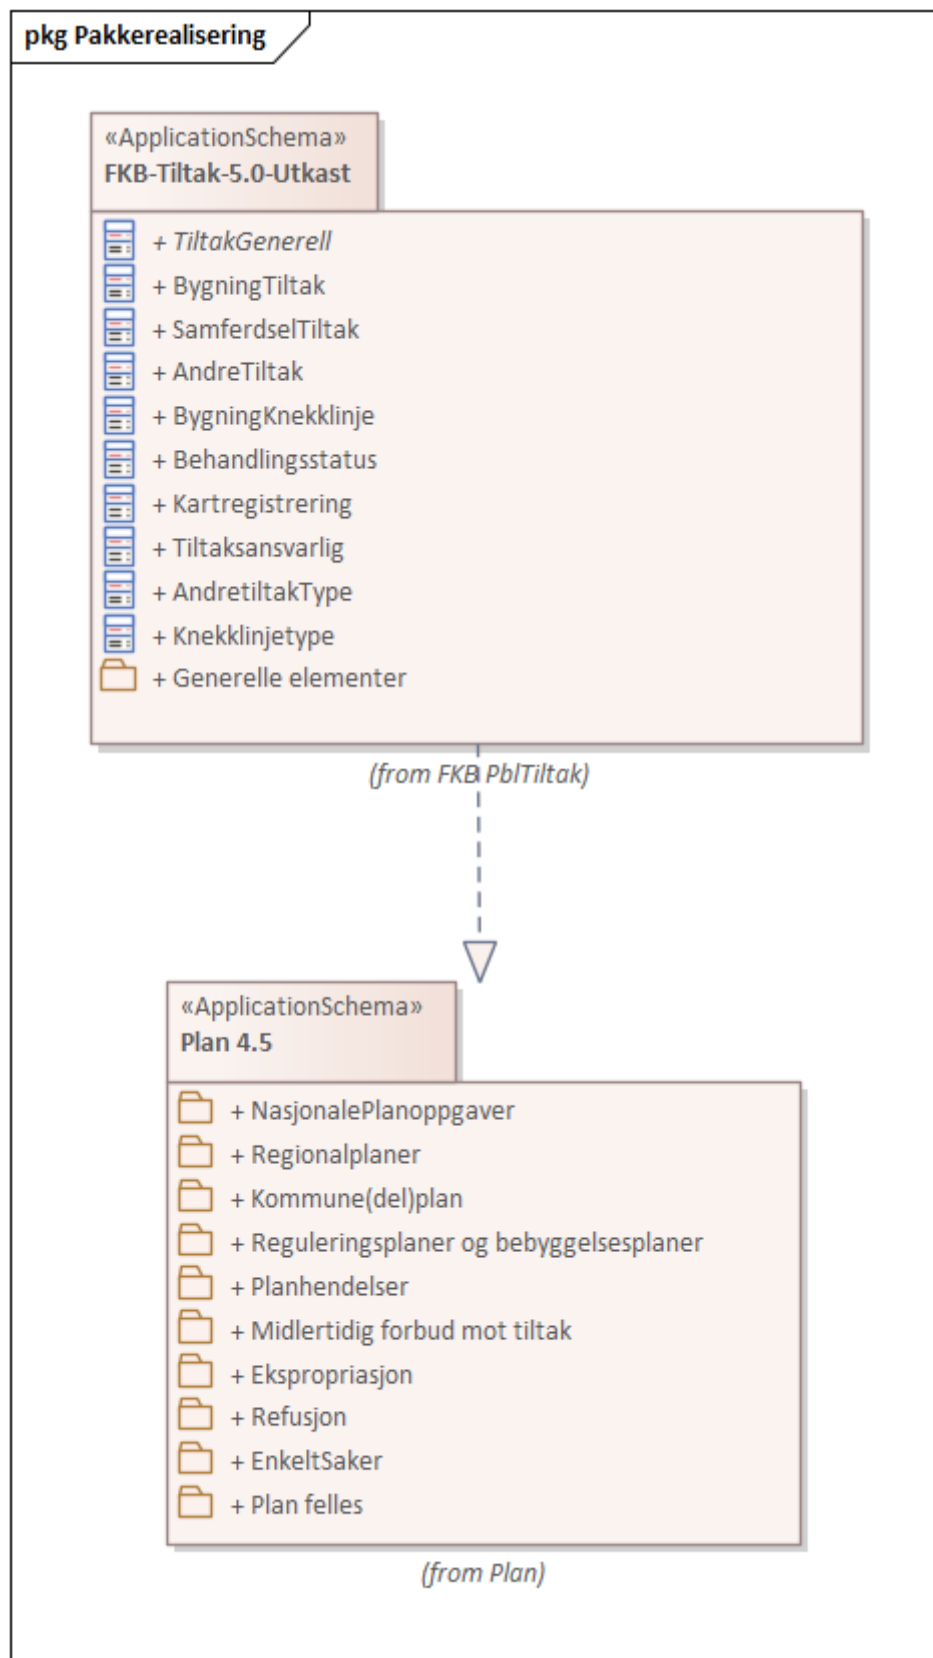 pkg Pakkerealisering
«ApplicationSchema»
FKB-Tiltak-5.0-Utkast
+ TiltakGenerell
+ BygningTiltak
+ SamferdselTiltak
+ AndreTiltak
+ BygningKnekklinje
+ Behandlingsstatus
+ Kartregistrering
+ Tiltaksansvarlig
+ AndretiltakType
+ Knekklinjetype
+ Generelle elementer
(from FKB PblTiltak)
«ApplicationSchema»
Plan 4.5
+ NasjonalePlanoppgaver
+ Regionalplaner
+ Kommune(del)plan
+ Reguleringsplaner og bebyggelsesplaner
+ Planhendelser
+ Midlertidig forbud mot tiltak
+ Ekspropriasjon
+ Refusjon
+ EnkeltSaker
+ Plan felles
(from Plan)